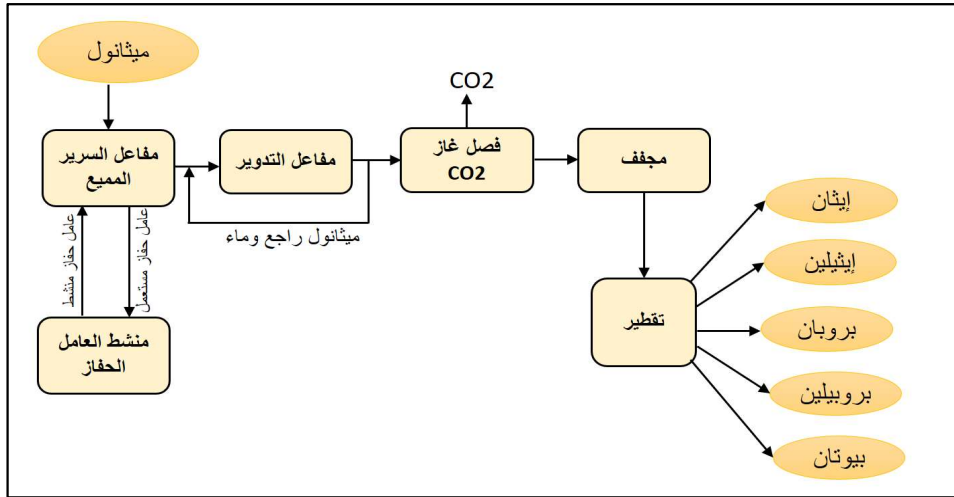 ميثانول
CO2
مفاعل السرير
المميع
مفاعل التدوير
فصل غاز
CO2
مجفف
ميثانول راجع وماء
عامل حفاز منشط
عامل حفاز مستعمل
منشط العامل
الحفاز
تقطير
إيثان
إيثيلين
بروبان
بروبيلين
بيوتان